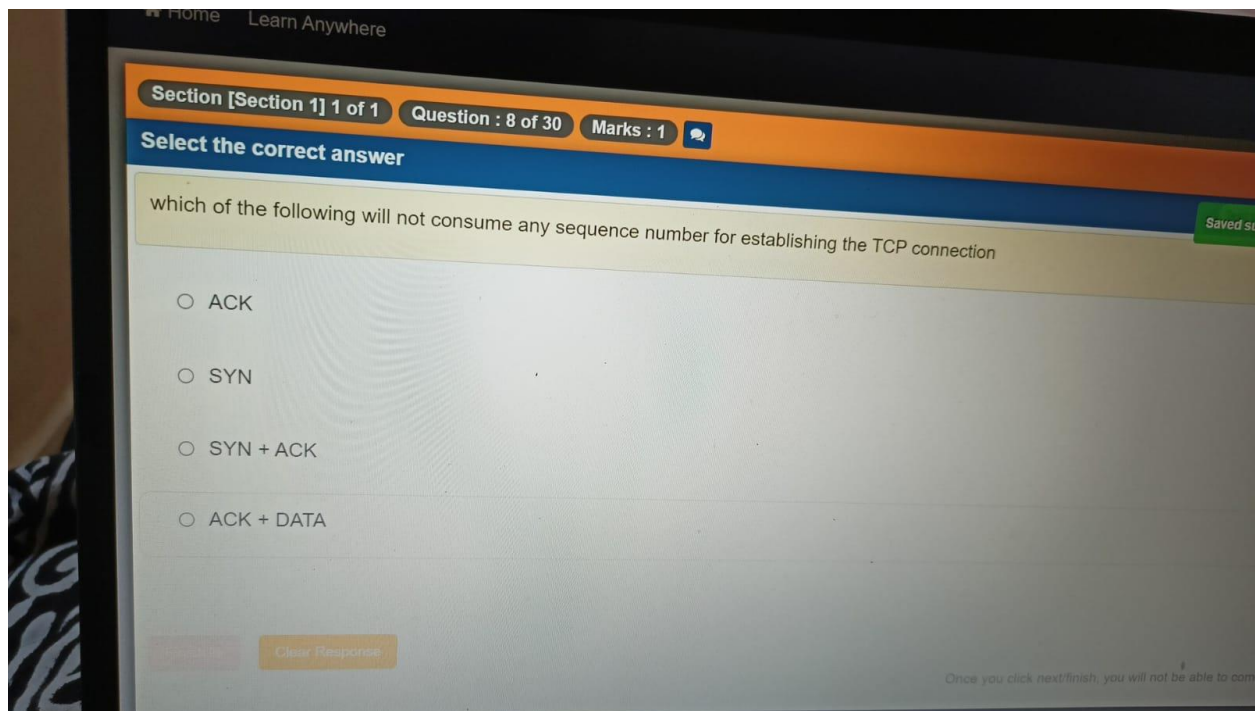 Home Learn Anywhere
Section [Section 1] 1 of 1 Question : 8 of 30 Marks : 1
Select the correct answer
Saved
which of the following will not consume any sequence number for establishing the TCP connection
ACK
SYN
SYN + ACK
ACK + DATA
Clear Response
Once you click next/finish, you will not be able to